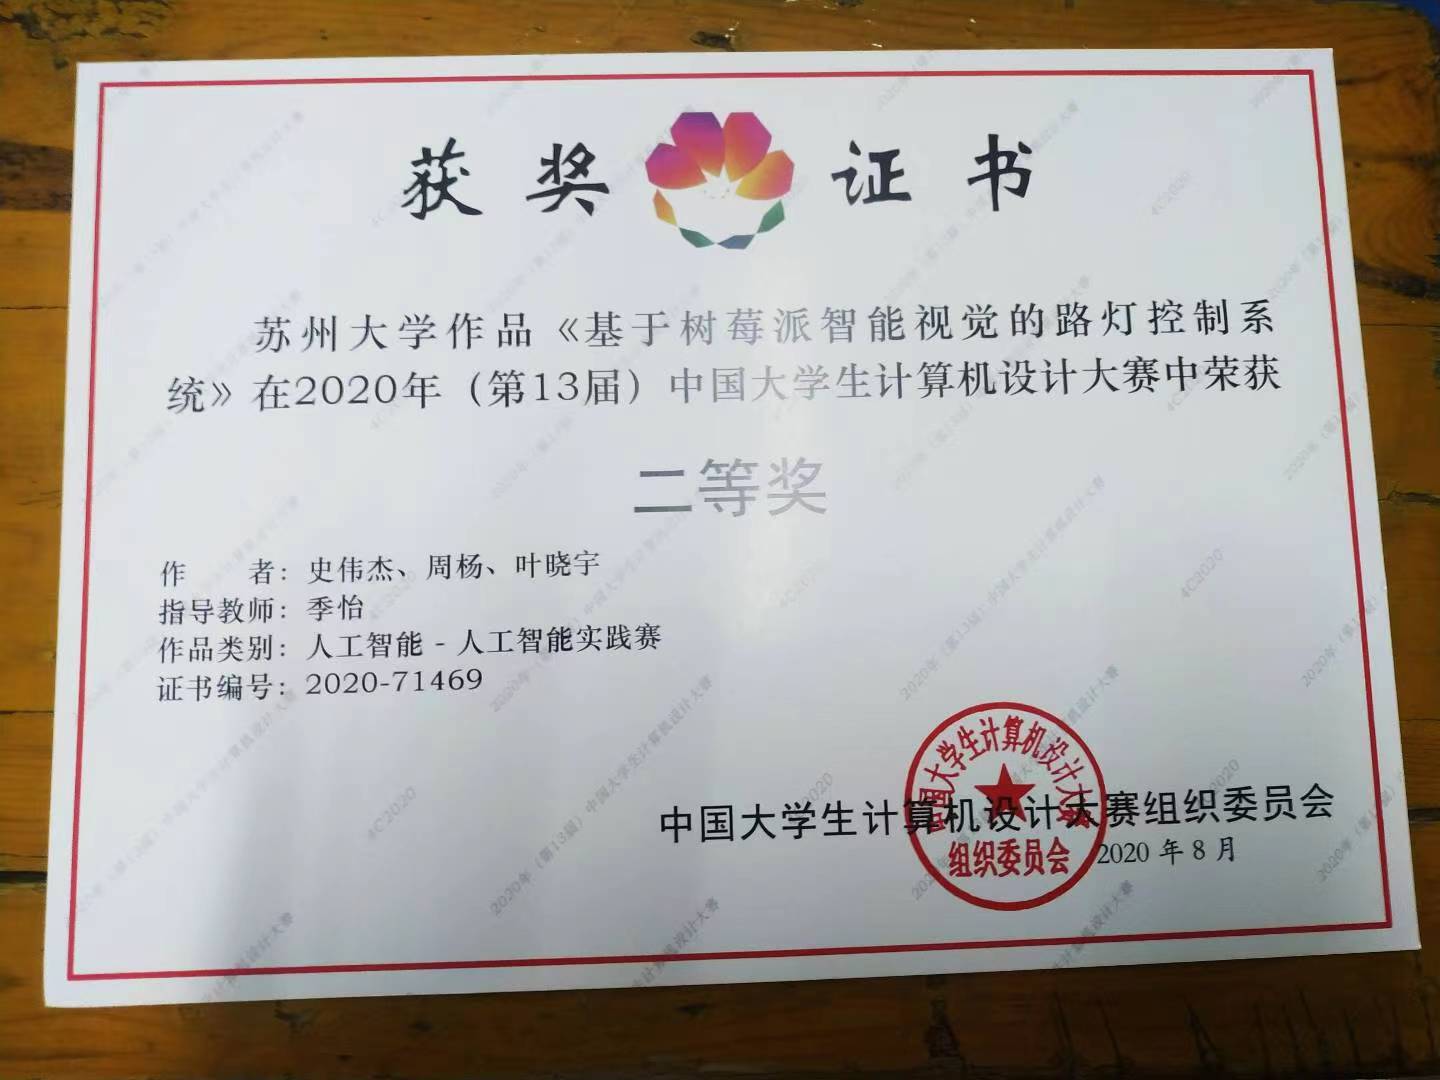 获奖证书
苏州大学作品《基于树莓派智能视觉的路灯控制系
统》在2020年（第13届）中国大学生计算机设计大赛中荣获
二等奖
作　　者：史伟杰、周杨、叶晓宇
指导教师：季怡
作品类别：人工智能 - 人工智能实践赛
证书编号：2020-71469
中国大学生计算机设计大赛组织委员会
2020 年 8 月
中国大学生计算机设计大赛
组织委员会